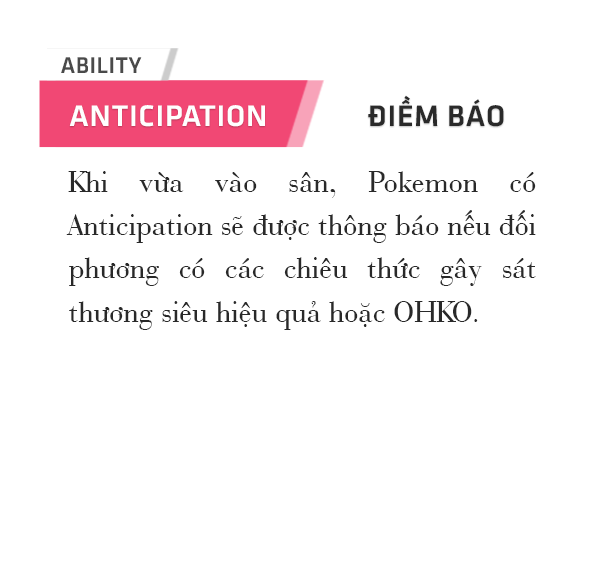 ABILITY
ANTICIPATION ĐIỀM BÁO
Khi vừa vào sân, Pokemon có
Anticipation sẽ được thông báo nếu đối
phương có các chiêu thức gây sát
thương siêu hiệu quả hoặc OHKO.